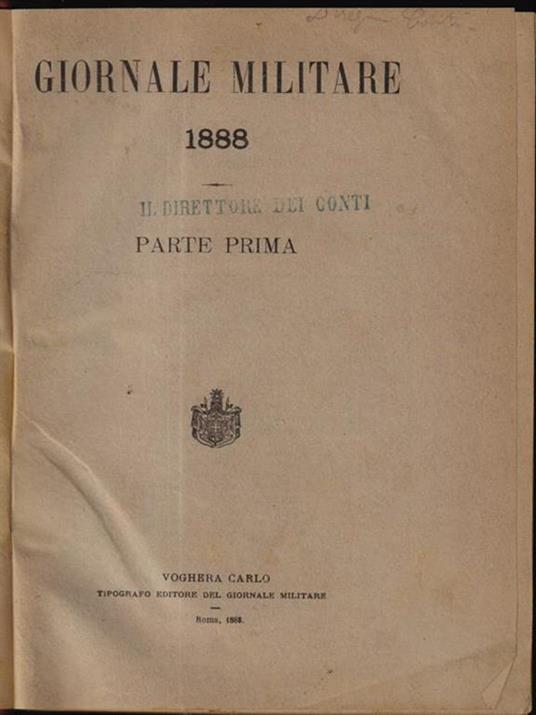 GIORNALE MILITARE
1888
IL DIRETTORE DEI CONTI
PARTE PRIMA
VOGHERA CARLO
TIPOGRAFO EDITORE DEL GIORNALE MILITARE
Roma, 1888.